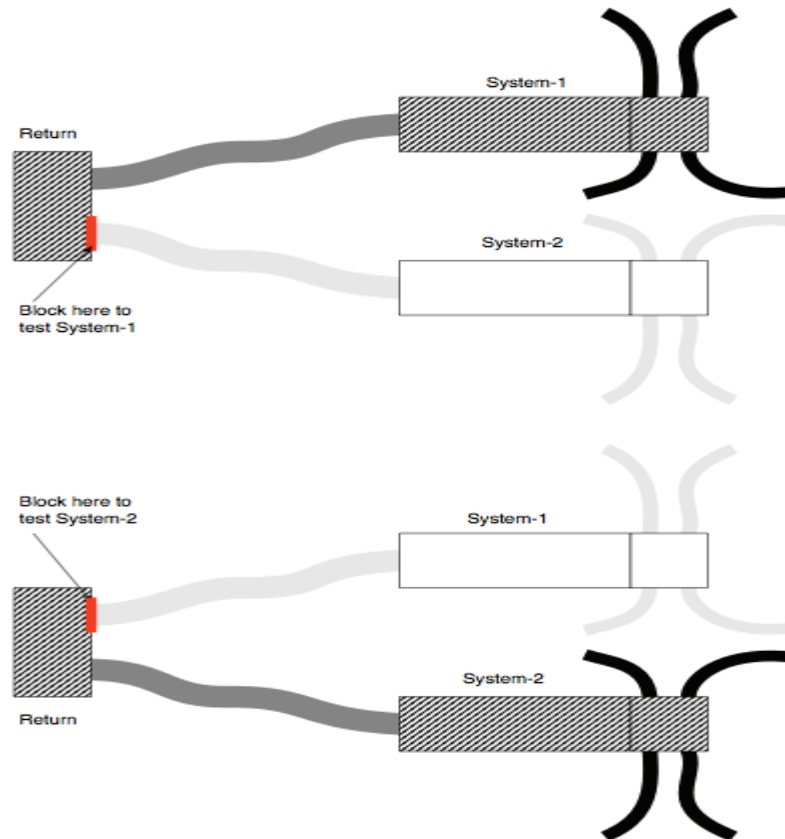 System-1
Return
System-2
Block here to
test System-1
Block here to
test System-2
System-1
System-2
Return